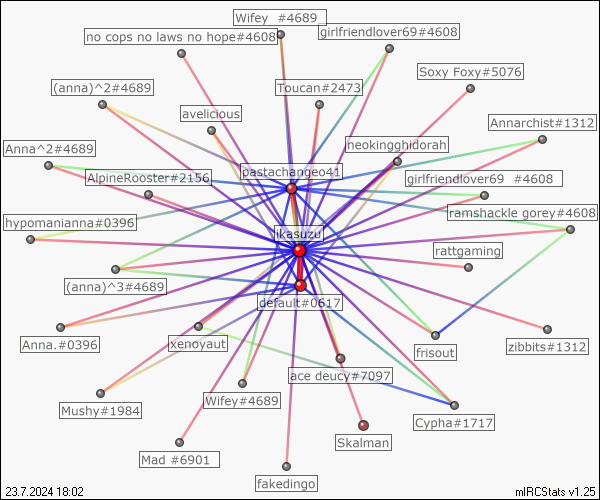 Wifey  #4689
girlfriendlover69#4608
no cops no laws no hope#4608
Soxy Foxy#5076
(anna)^2#4689
Toucan#2473
avelicious
Annarchist#1312
neokingghidorah
Anna^2#4689
pastachangeo41
AlpineRooster#2156
girlfriendlover69  #4608
ramshackle gorey#4608
hypomanianna#0396
jikasuzu
rattgaming
(anna)^3#4689
default#0617
Anna.#0396
xenoyaut
frisout
zibbits#1312
ace deucy#7097
Wifey#4689
Mushy#1984
Cypha#1717
Skalman
Mad #6901
fakedingo
23.7.2024 18:02
mIRCStats v1.25